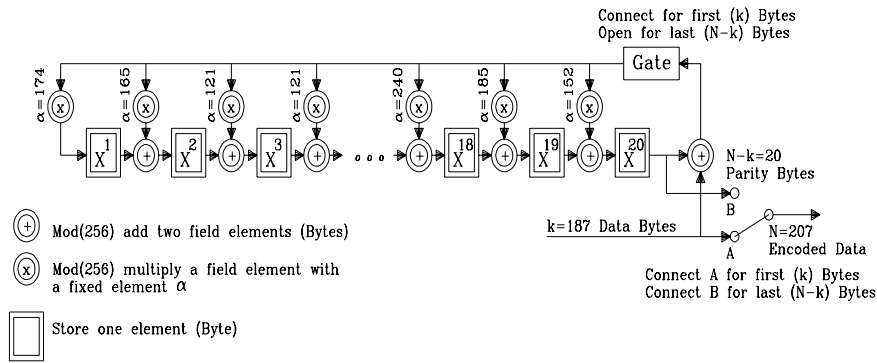 Connect for first (k) Bytes
Open for last (N-k) Bytes
Gate
α=174
α=165
α=121
α=121
α=240
α=185
α=152
x
x
x
x
x
x
x
X1
+
X2
+
X3
+
+
X18
+
X19
+
X20
+
N-k=20
Parity Bytes
B
k=187 Data Bytes
A
N=207
Encoded Data
Connect A for first (k) Bytes
Connect B for last (N-k) Bytes
+
Mod(256) add two field elements (Bytes)
x
Mod(256) multiply a field element with
a fixed element α
Store one element (Byte)